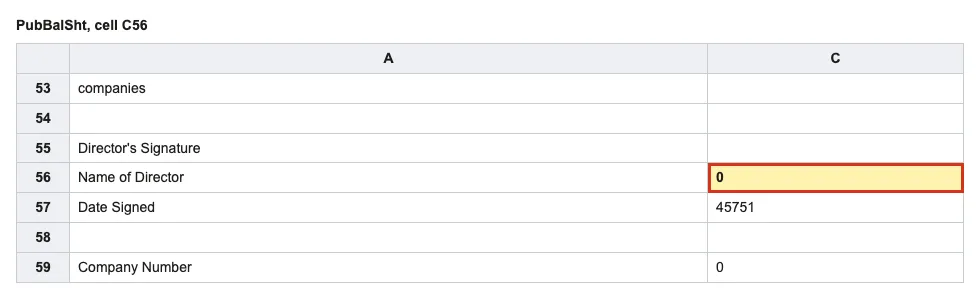 PubBalSht, cell C56
A C
53 companies
54
55 Director's Signature
56 Name of Director 0
57 Date Signed 45751
58
59 Company Number 0